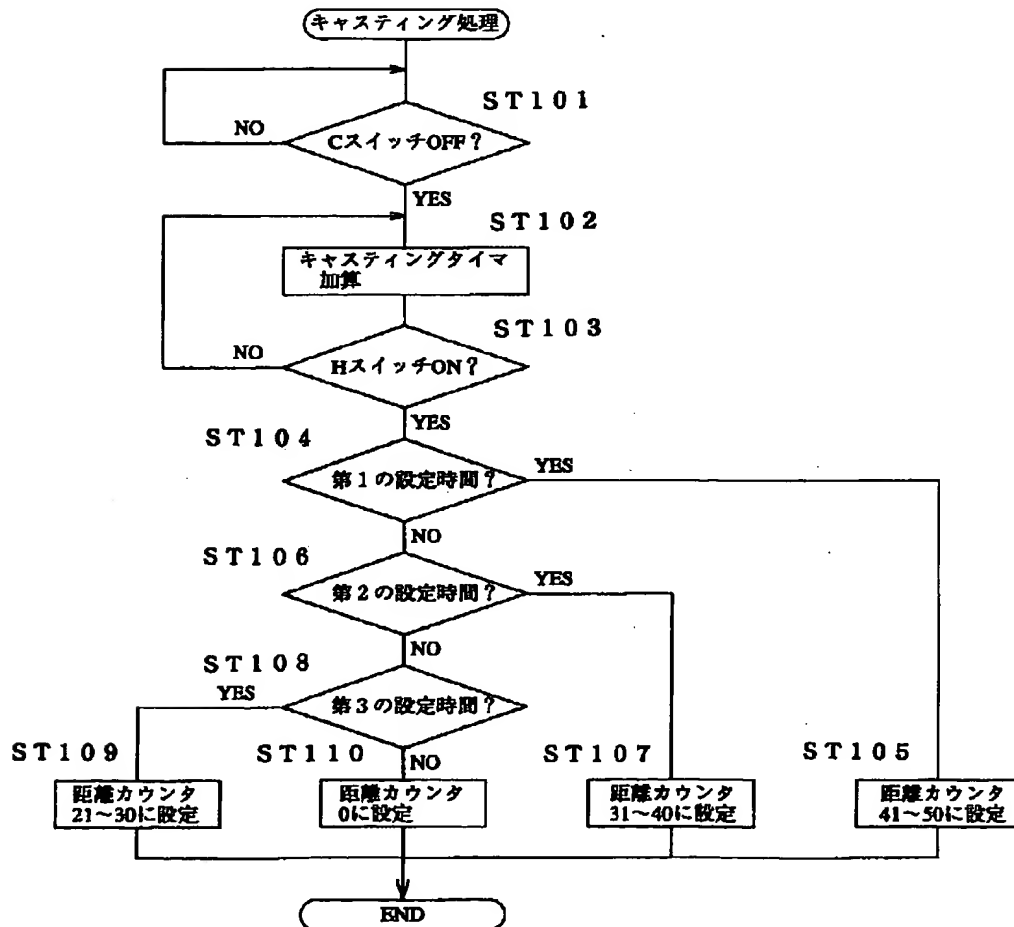 キャスティング処理
ST101
NO
CスイッチOFF?
YES
ST102
キャスティングタイマ
加算
ST103
NO
HスイッチON?
YES
ST104
第1の設定時間?
YES
NO
ST106
第2の設定時間?
YES
NO
ST108
YES
第3の設定時間?
ST109
ST110
NO
ST107
ST105
距離カウンタ
21~30に設定
距離カウンタ
0に設定
距離カウンタ
31~40に設定
距離カウンタ
41~50に設定
END